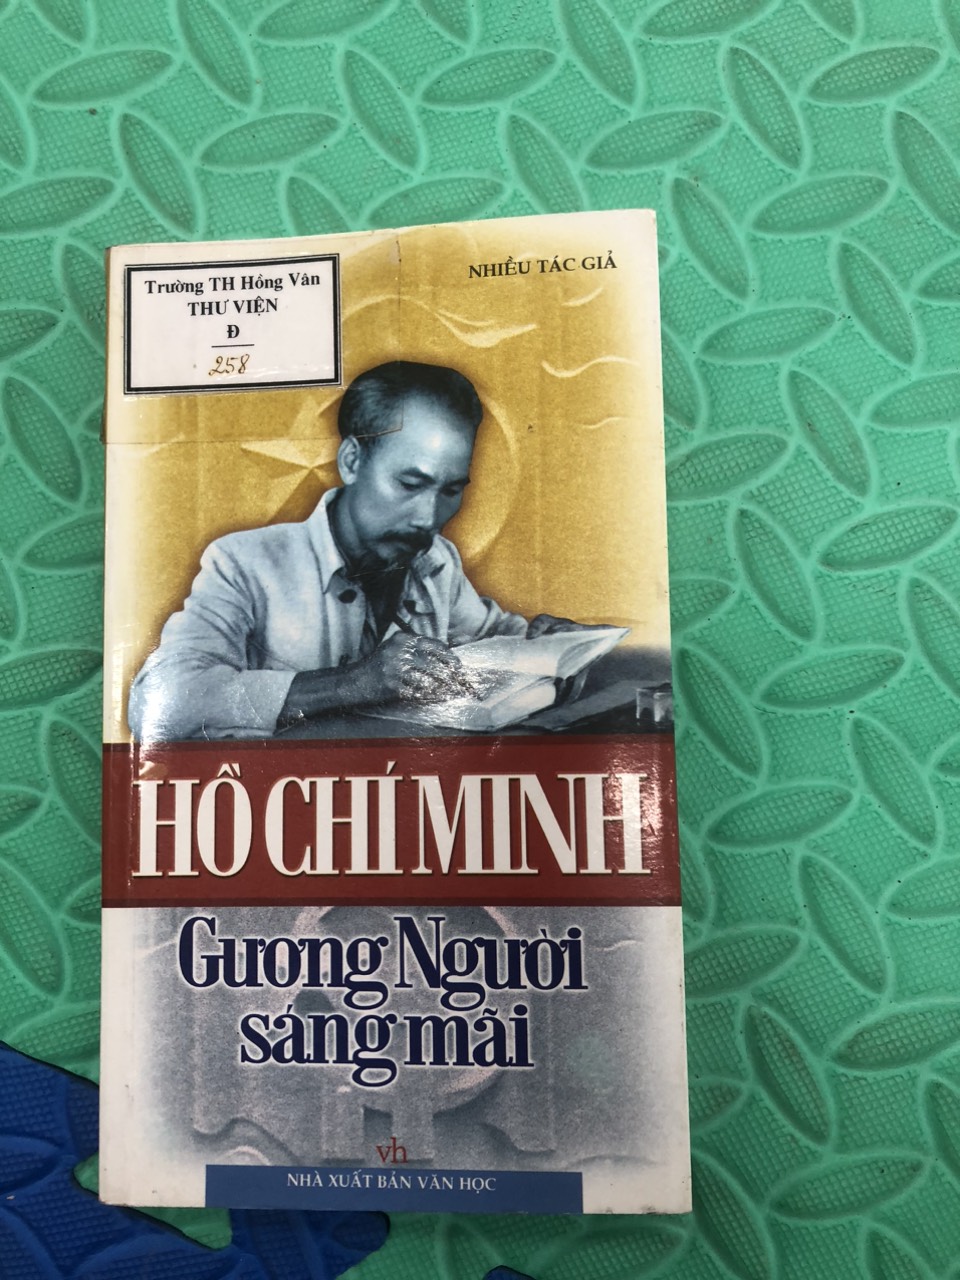 Trường TH Hồng Vân
THƯ VIỆN
Đ
258
NHIỀU TÁC GIẢ
HỒ CHÍ MINH
Gương Người
sáng mãi
vh
NHÀ XUẤT BẢN VĂN HỌC